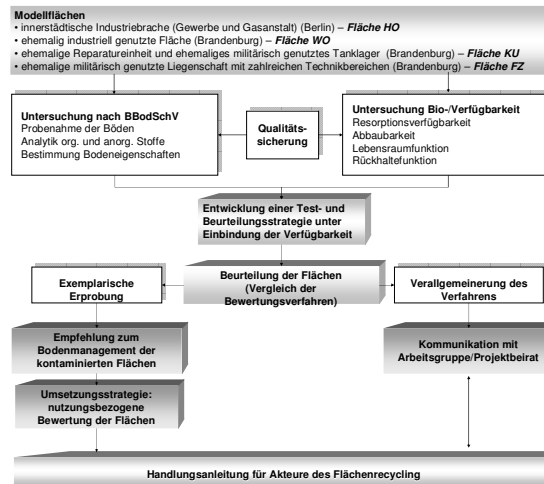 Modellflächen
• innerstädtische Industriebrache (Gewerbe und Gasanstalt) (Berlin) – Fläche HO
• ehemalig industriell genutzte Fläche (Brandenburg) – Fläche WO
• ehemalige Reparatureinheit und ehemaliges militärisch genutztes Tanklager (Brandenburg) – Fläche KU
• ehemalige militärisch genutzte Liegenschaft mit zahlreichen Technikbereichen (Brandenburg) – Fläche FZ
Untersuchung nach BBodSchV
Probenahme der Böden
Analytik org. und anorg. Stoffe
Bestimmung Bodeneigenschaften
Qualitäts-
sicherung
Untersuchung Bio-/Verfügbarkeit
Resorptionsverfügbarkeit
Abbaubarkeit
Lebensraumfunktion
Rückhaltefunktion
Entwicklung einer Test- und
Beurteilungsstrategie unter
Einbindung der Verfügbarkeit
Exemplarische
Erprobung
Beurteilung der Flächen
(Vergleich der
Bewertungsverfahren)
Verallgemeinerung des
Verfahrens
Empfehlung zum
Bodenmanagement der
kontaminierten Flächen
Kommunikation mit
Arbeitsgruppe/Projektbeirat
Umsetzungsstrategie:
nutzungsbezogene
Bewertung der Flächen
Handlungsanleitung für Akteure des Flächenrecycling